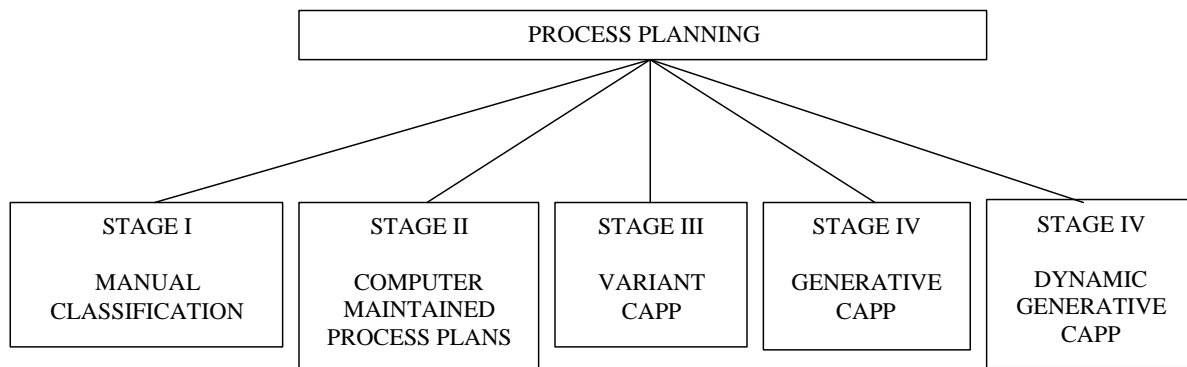 PROCESS PLANNING
STAGE I
MANUAL
CLASSIFICATION
STAGE II
COMPUTER
MAINTAINED
PROCESS PLANS
STAGE III
VARIANT
CAPP
STAGE IV
GENERATIVE
CAPP
STAGE IV
DYNAMIC
GENERATIVE
CAPP